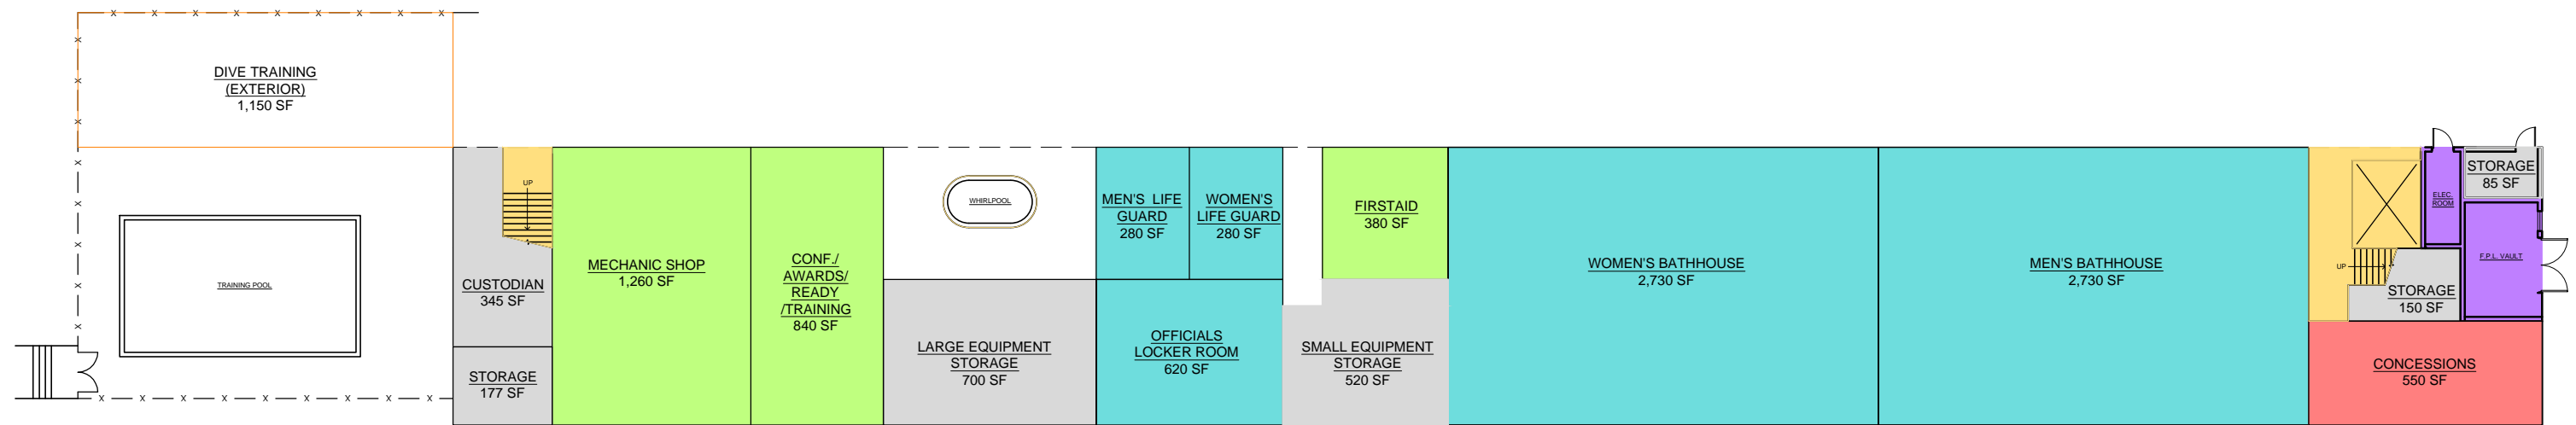 DIVE TRAINING
(EXTERIOR)
1,150 SF
TRAINING POOL
UP
CUSTODIAN
345 SF
STORAGE
177 SF
MECHANIC SHOP
1,260 SF
CONF./
AWARDS/
READY
/TRAINING
840 SF
WHIRLPOOL
LARGE EQUIPMENT
STORAGE
700 SF
MEN'S LIFE
GUARD
280 SF
WOMEN'S
LIFE GUARD
280 SF
OFFICIALS
LOCKER ROOM
620 SF
FIRSTAID
380 SF
SMALL EQUIPMENT
STORAGE
520 SF
WOMEN'S BATHHOUSE
2,730 SF
MEN'S BATHHOUSE
2,730 SF
UP
ELEC.
ROOM
STORAGE
85 SF
F.P.L. VAULT
STORAGE
150 SF
CONCESSIONS
550 SF